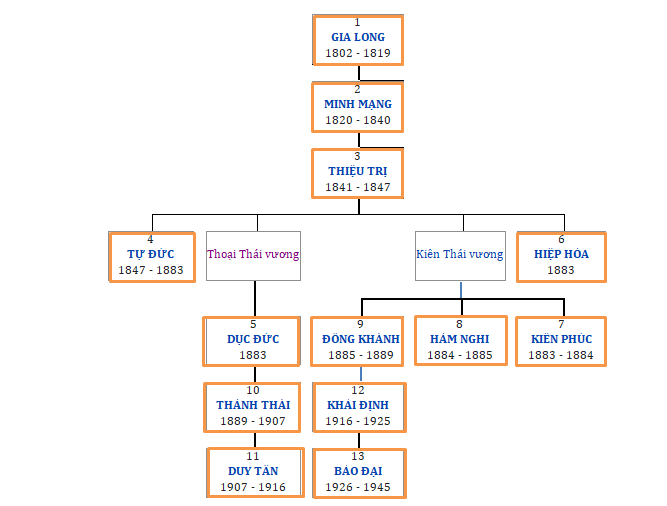 1
GIA LONG
1802 - 1819
2
MINH MẠNG
1820 - 1840
3
THIỆU TRỊ
1841 - 1847
4
TỰ ĐỨC
1847 - 1883
Thoại Thái vương
Kiên Thái vương
6
HIỆP HÒA
1883
5
DỤC ĐỨC
1883
9
ĐỒNG KHÁNH
1885 - 1889
8
HÀM NGHI
1884 - 1885
7
KIẾN PHÚC
1883 - 1884
10
THÀNH THÁI
1889 - 1907
12
KHẢI ĐỊNH
1916 - 1925
11
DUY TÂN
1907 - 1916
13
BẢO ĐẠI
1926 - 1945